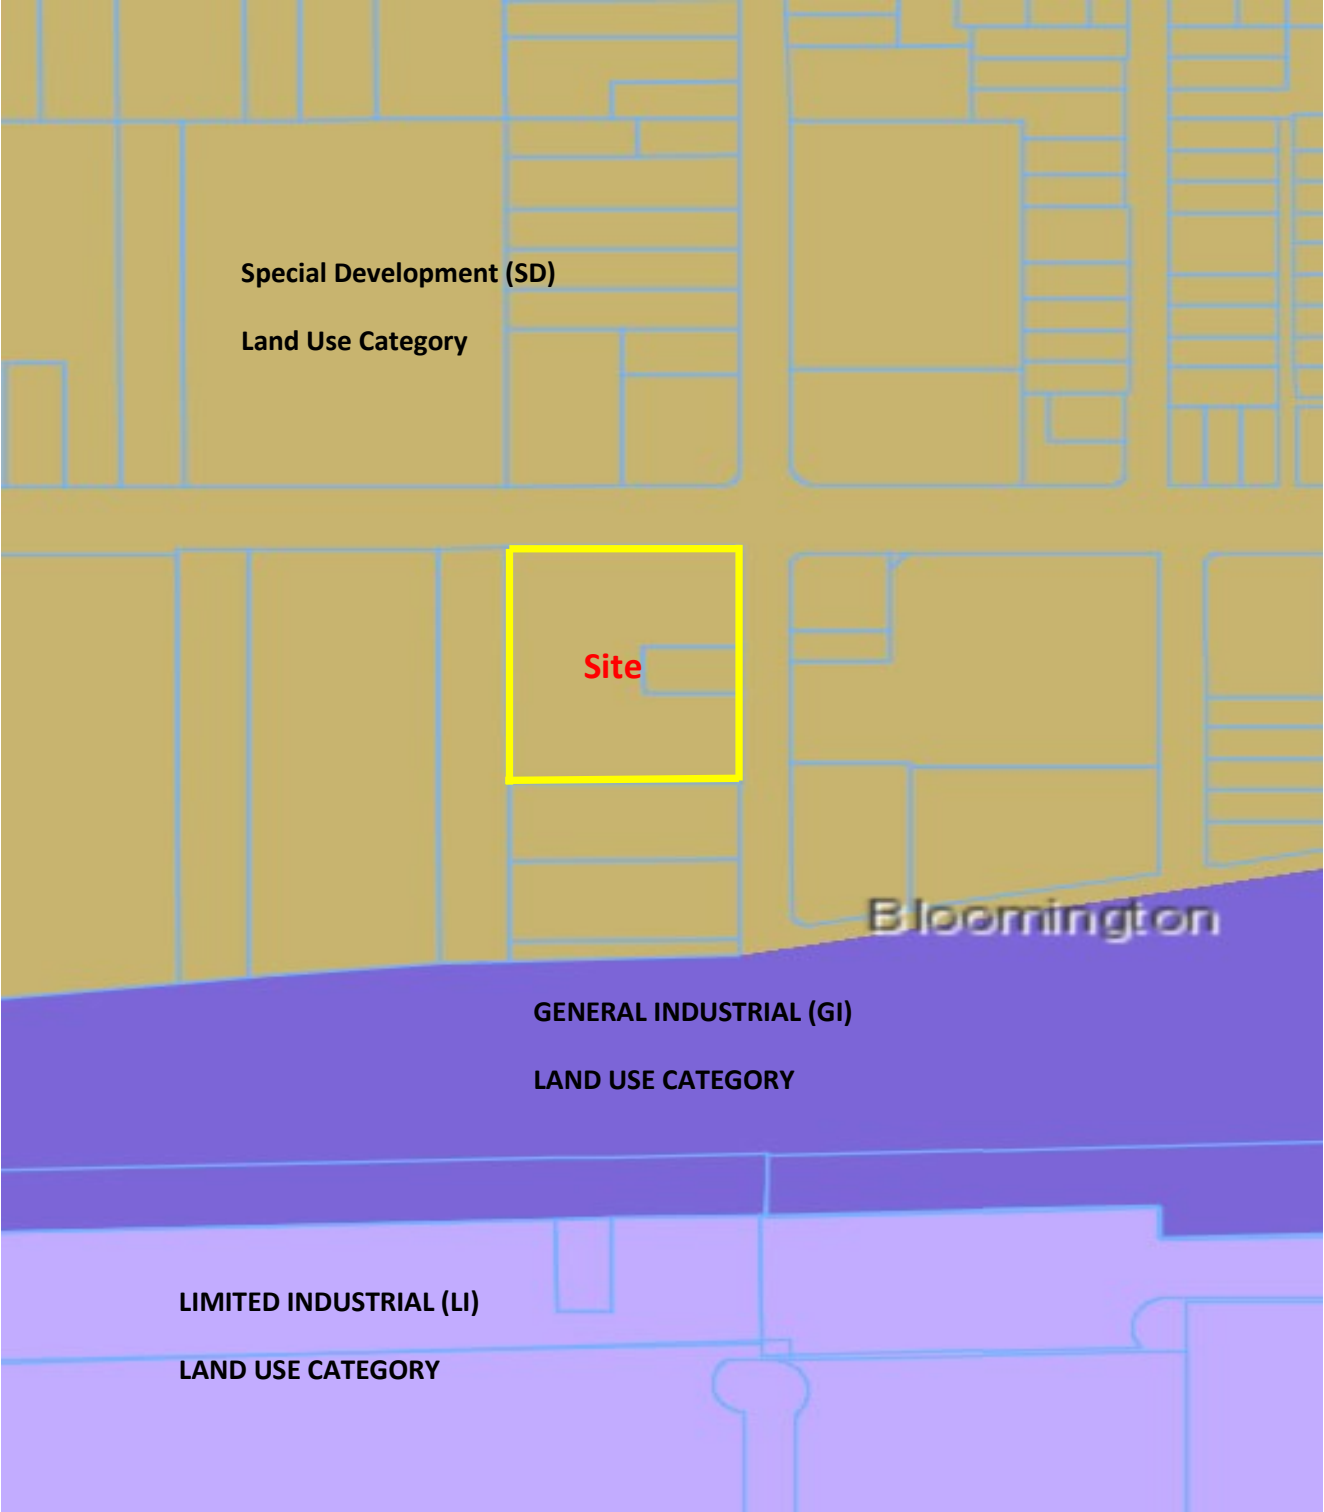 Special Development (SD)
Land Use Category
Site
Bloomington
GENERAL INDUSTRIAL (GI)
LAND USE CATEGORY
LIMITED INDUSTRIAL (LI)
LAND USE CATEGORY